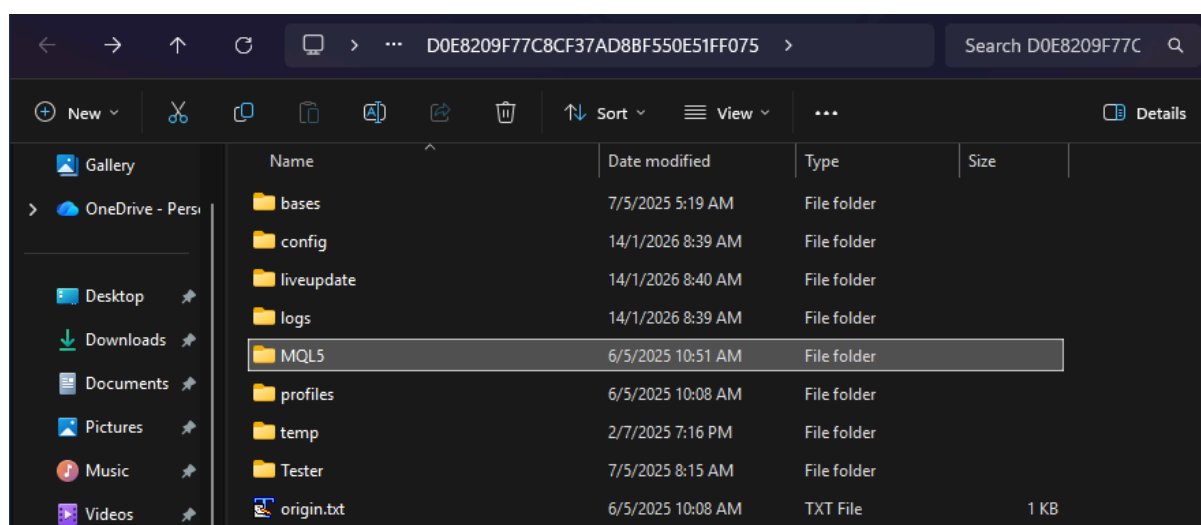 D0E8209F77C8CF37AD8BF550E51FF075
Search D0E8209F77C
New
Sort
View
Details
Gallery
OneDrive - Pers
Desktop
Downloads
Documents
Pictures
Music
Videos
Name Date modified Type Size
bases 7/5/2025 5:19 AM File folder
config 14/1/2026 8:39 AM File folder
liveupdate 14/1/2026 8:40 AM File folder
logs 14/1/2026 8:39 AM File folder
MQL5 6/5/2025 10:51 AM File folder
profiles 6/5/2025 10:08 AM File folder
temp 2/7/2025 7:16 PM File folder
Tester 7/5/2025 8:15 AM File folder
origin.txt 6/5/2025 10:08 AM TXT File 1 KB